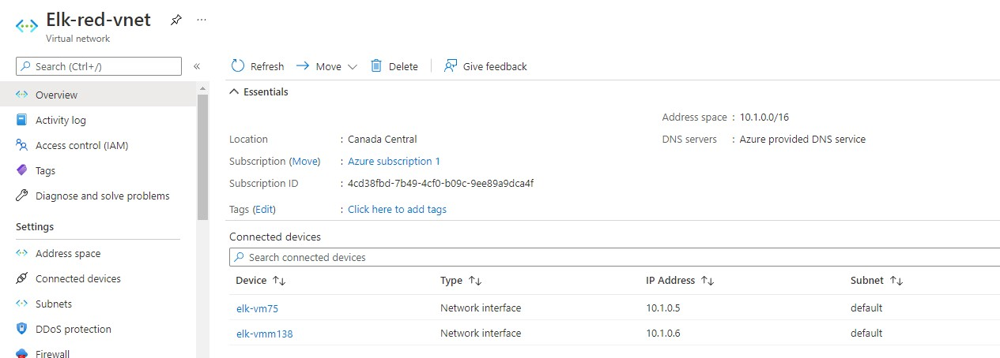 Elk-red-vnet
Virtual network
Search (Ctrl+/)
«
Overview
Activity log
Access control (IAM)
Tags
Diagnose and solve problems
Settings
Address space
Connected devices
Subnets
DDoS protection
Firewall
Refresh Move Delete Give feedback
Essentials
Address space : 10.1.0.0/16
Location : Canada Central
DNS servers : Azure provided DNS service
Subscription (Move) : Azure subscription 1
Subscription ID : 4cd38fbd-7b49-4cf0-b09c-9ee89a9dca4f
Tags (Edit) : Click here to add tags
Connected devices
Search connected devices
Device ↑↓ Type ↑↓ IP Address ↑↓ Subnet ↑↓
elk-vm75 Network interface 10.1.0.5 default
elk-vmm138 Network interface 10.1.0.6 default